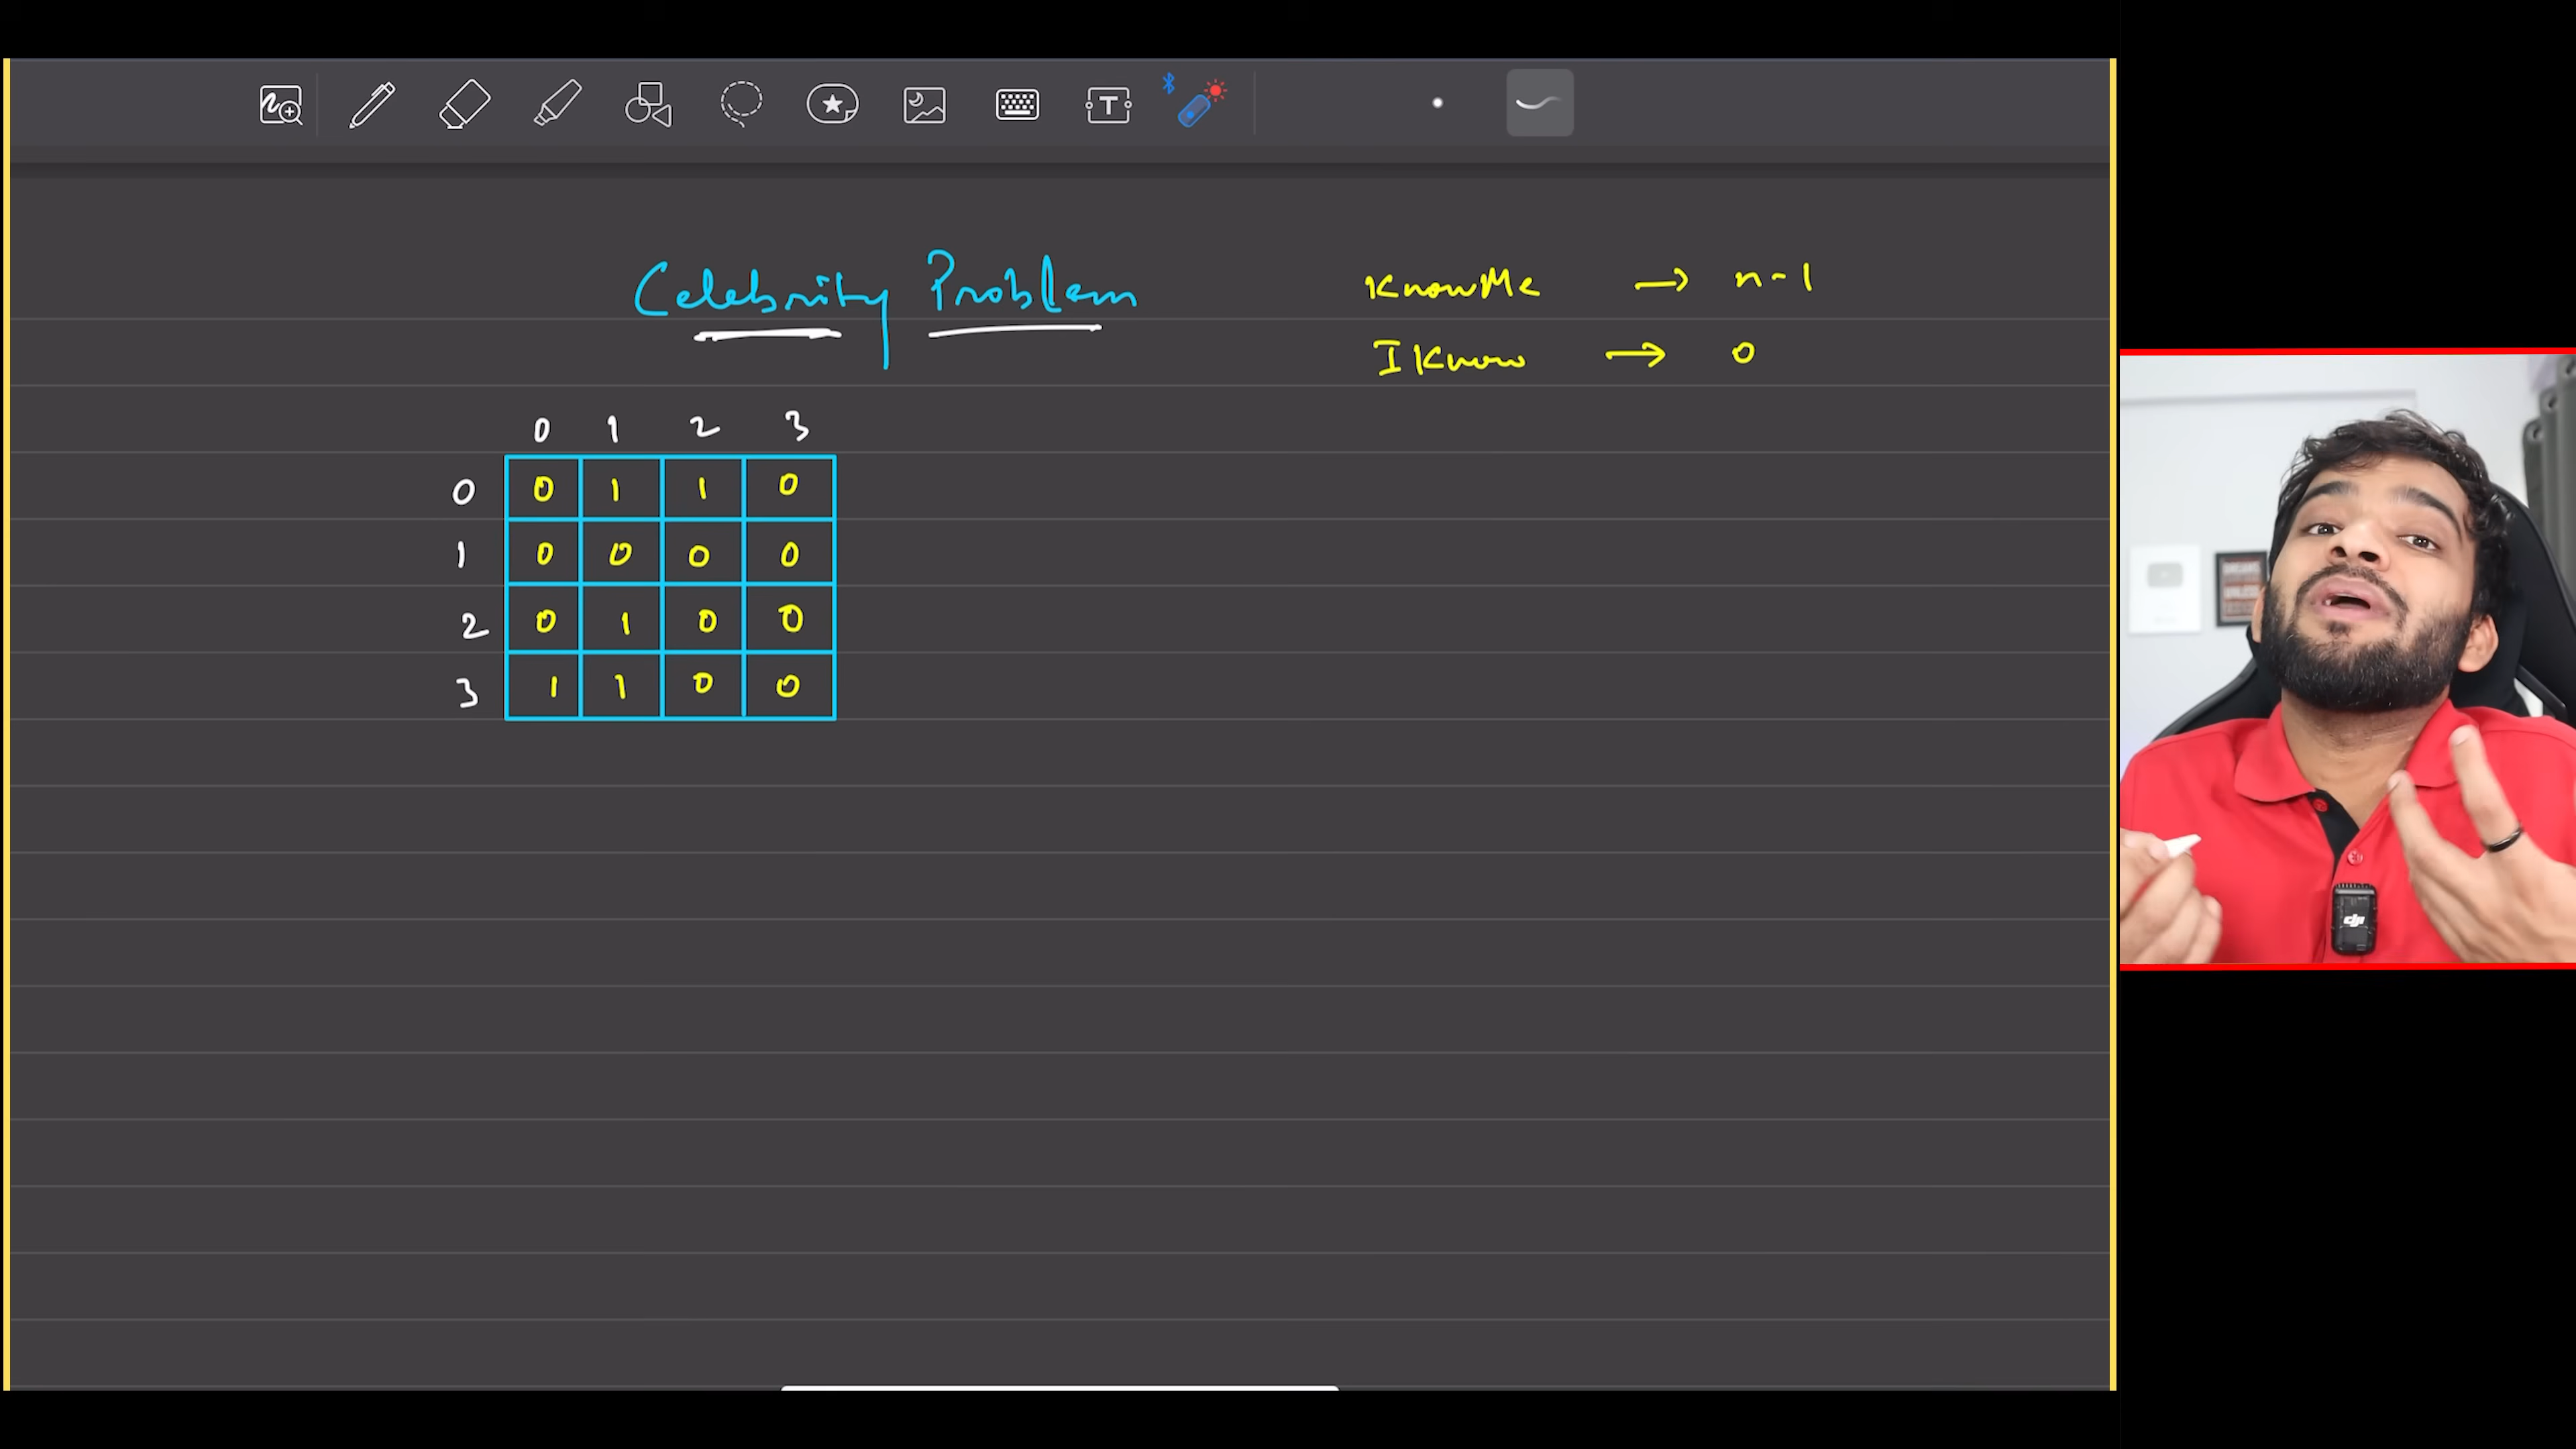 Celebrity Problem
KnowMe → n-1
I Know → 0
0 1 2 3
0 0 1 1 0
1 0 0 0 0
2 0 1 0 0
3 1 1 0 0
T
dji